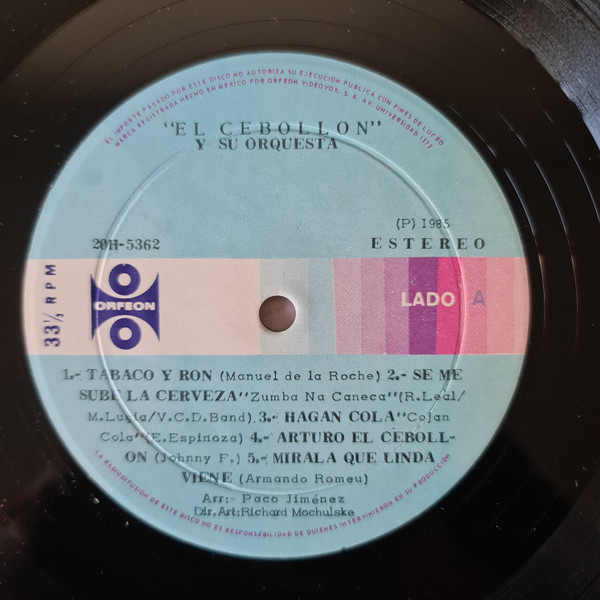 EL IMPORTE PAGADO POR ESTE DISCO NO AUTORIZA SU EJECUCION PUBLICA CON FINES DE LUCRO
MARCA REGISTRADA HECHO EN MEXICO POR ORFEON VIDEOVOX, S. A. AV. UNIVERSIDAD 1273
"EL CEBOLLON"
Y SU ORQUESTA
(P) 1985
20H-5362
ESTEREO
33⅓ RPM
ORFEON
LADO A
1.- TABACO Y RON (Manuel de la Roche) 2.- SE ME
SUBE LA CERVEZA"Zumba Na Caneca"(R.Leal/
M.Lucia/V.C.D.Band) 3.- HAGAN COLA"Cojan
Cola"(E.Espinoza) 4.- ARTURO EL CEBOLL-
ON (Johnny F.) 5.- MIRALA QUE LINDA
VIENE (Armando Romeu)
Arr:- Paco Jiménez
Dir.Art:Richard Mochulske
LA RADIODIFUSION DE ESTE DISCO NO ES RESPONSABILIDAD DE QUIENES INTERVINIERON EN SU PRODUCCION.